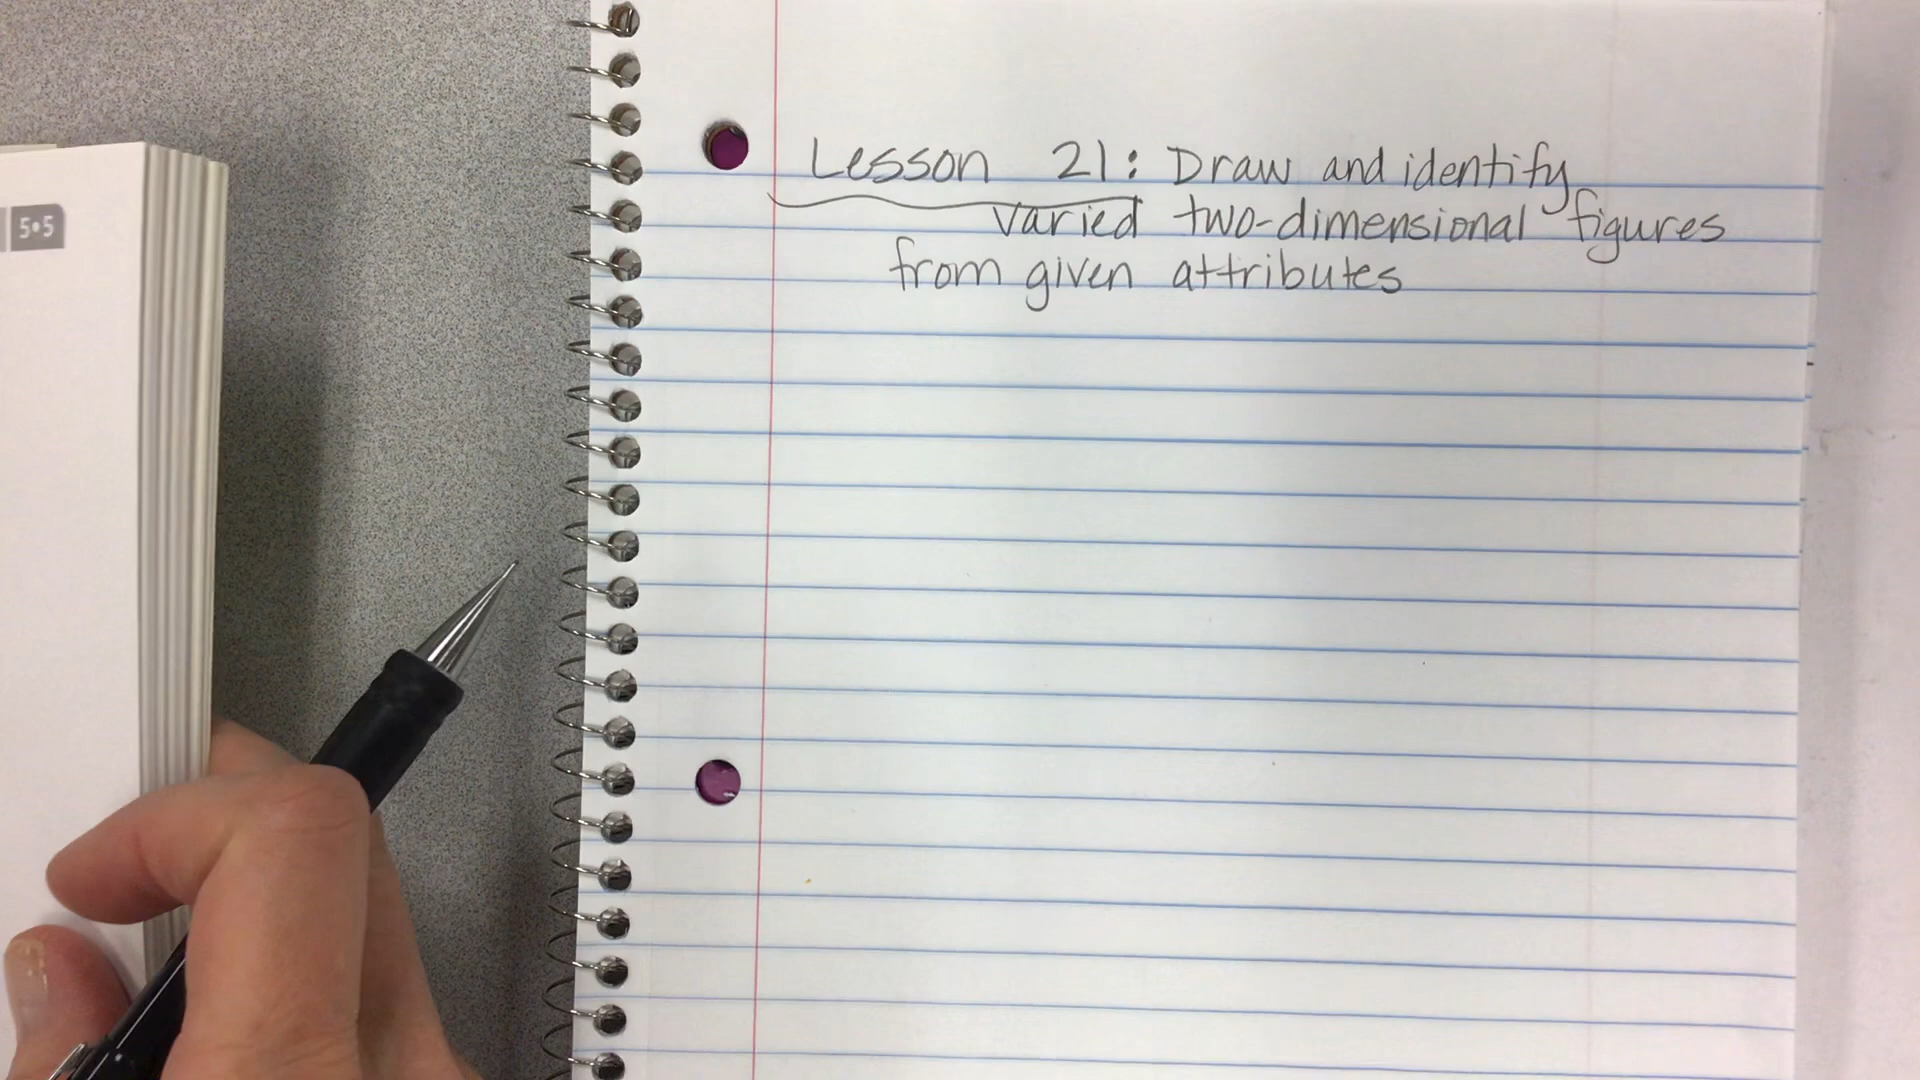 5•5
Lesson 21: Draw and identify
varied two-dimensional figures
from given attributes